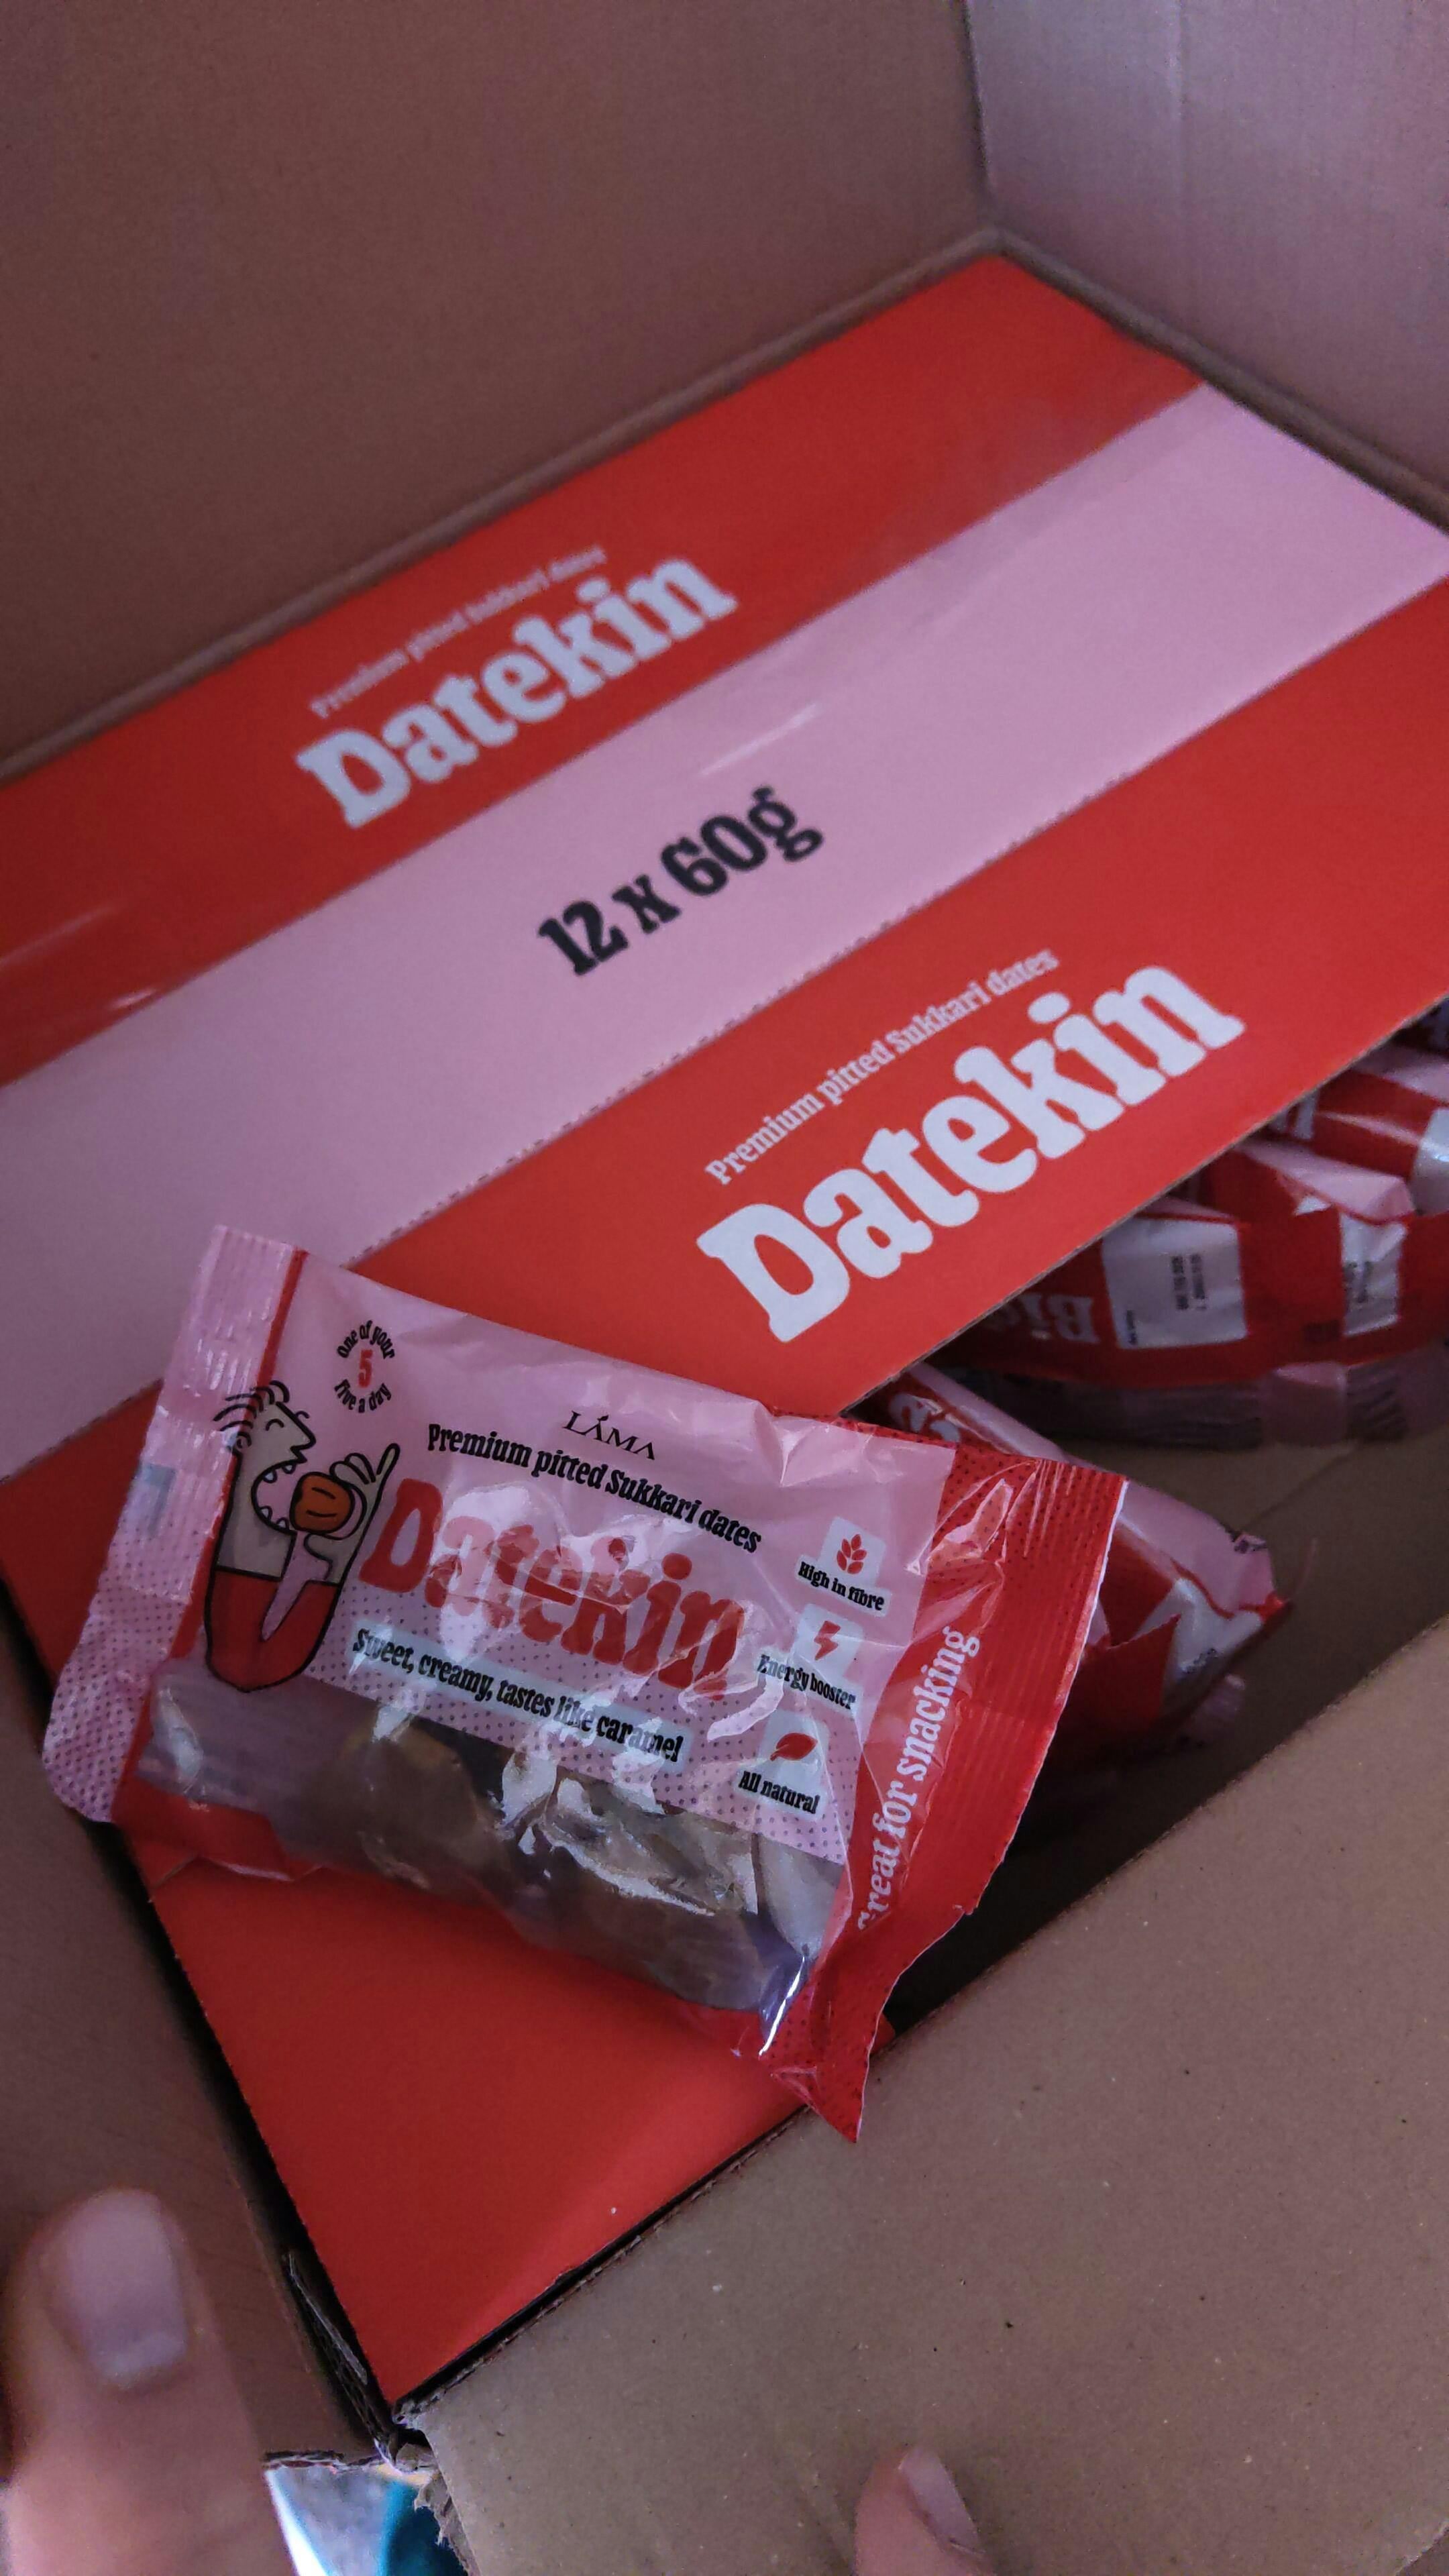 Premium pitted Sukkari dates
Datekin
12 x 60g
Premium pitted Sukkari dates
Datekin
One of your
5
five a day
LÁMA
Premium pitted Sukkari dates
Datekin
Sweet, creamy, tastes like caramel
High in fibre
Energy booster
All natural
Great for snacking